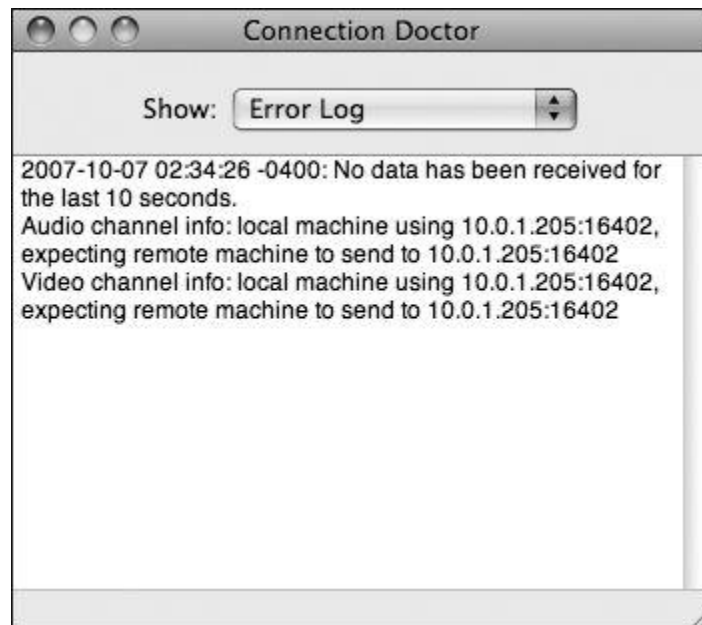 Connection Doctor
Show: Error Log
2007-10-07 02:34:26 -0400: No data has been received for
the last 10 seconds.
Audio channel info: local machine using 10.0.1.205:16402,
expecting remote machine to send to 10.0.1.205:16402
Video channel info: local machine using 10.0.1.205:16402,
expecting remote machine to send to 10.0.1.205:16402